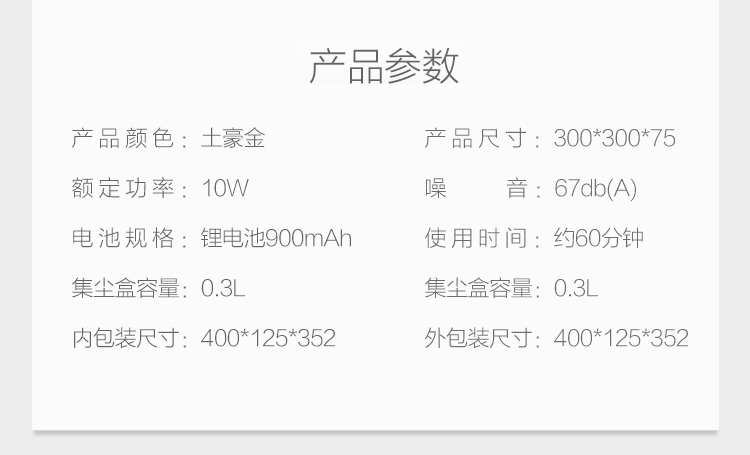 产品参数
产品颜色：土豪金 产品尺寸：300*300*75
额定功率：10W 噪音：67db(A)
电池规格：锂电池900mAh 使用时间：约60分钟
集尘盒容量：0.3L 集尘盒容量：0.3L
内包装尺寸：400*125*352 外包装尺寸：400*125*352